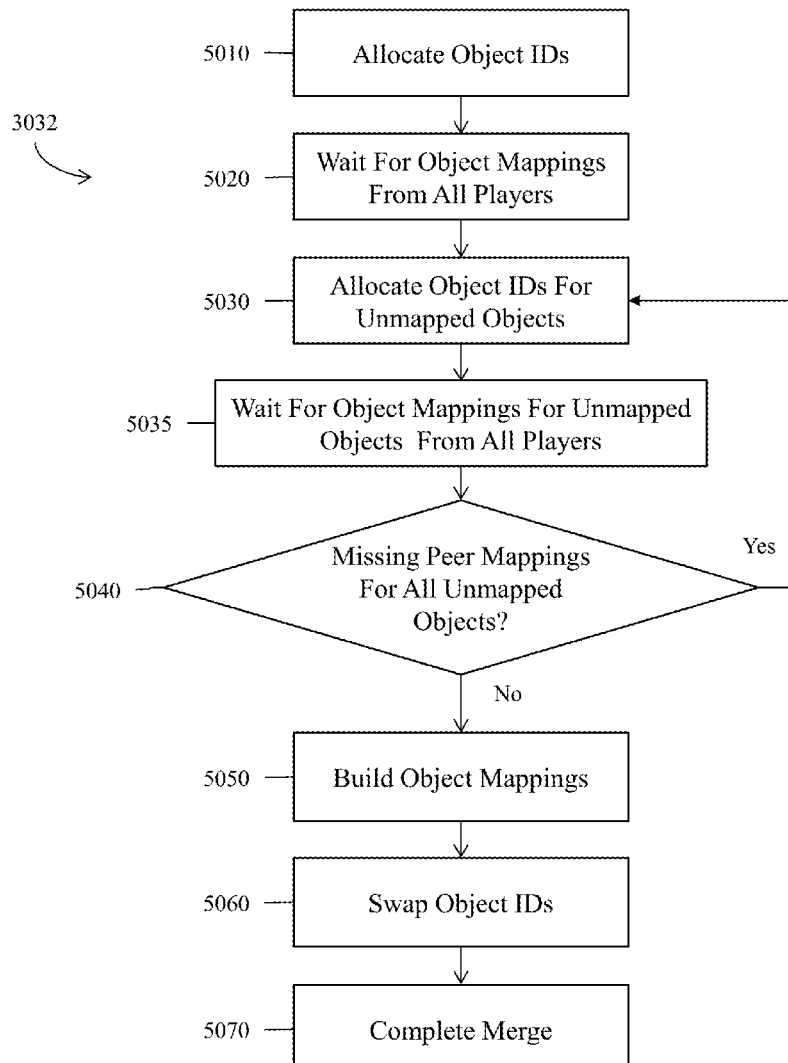 5010
Allocate Object IDs
3032
5020
Wait For Object Mappings
From All Players
5030
Allocate Object IDs For
Unmapped Objects
5035
Wait For Object Mappings For Unmapped
Objects From All Players
5040
Missing Peer Mappings
For All Unmapped
Objects?
Yes
No
5050
Build Object Mappings
5060
Swap Object IDs
5070
Complete Merge